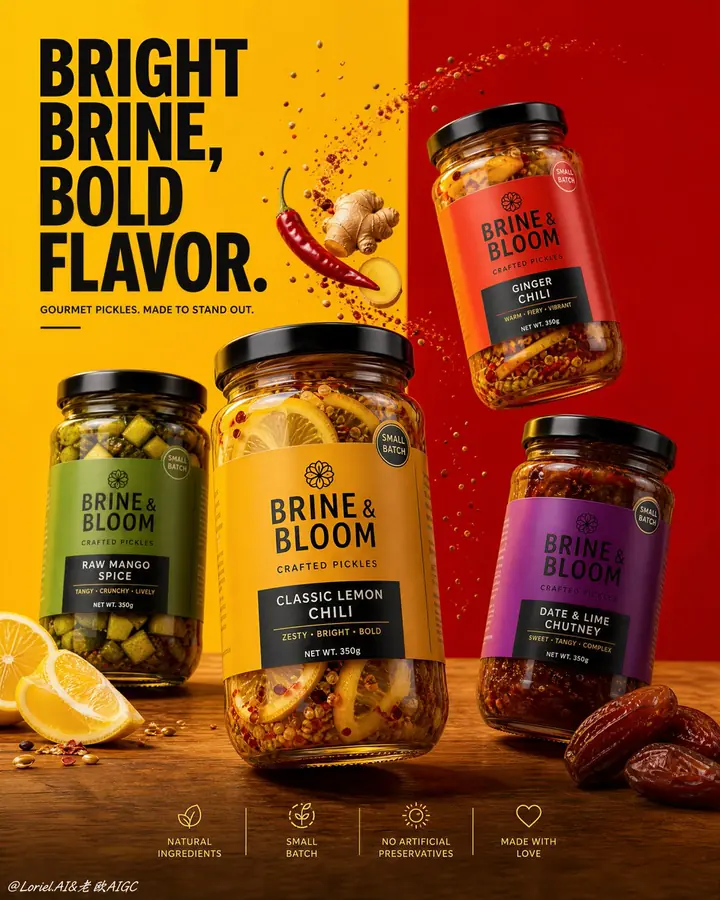 BRIGHT
BRINE,
BOLD
FLAVOR.
GOURMET PICKLES. MADE TO STAND OUT.
SMALL
BATCH
BRINE &
BLOOM
CRAFTED PICKLES
GINGER
CHILI
WARM • FIERY • VIBRANT
NET WT. 350g
SMALL
BATCH
BRINE &
BLOOM
CRAFTED PICKLES
RAW MANGO
SPICE
TANGY • CRUNCHY • LIVELY
NET WT. 350g
SMALL
BATCH
BRINE &
BLOOM
CRAFTED PICKLES
CLASSIC LEMON
CHILI
ZESTY • BRIGHT • BOLD
NET WT. 350g
SMALL
BATCH
BRINE &
BLOOM
CRAFTED PICKLES
DATE & LIME
CHUTNEY
SWEET • TANGY • COMPLEX
NET WT. 350g
NATURAL
INGREDIENTS
SMALL
BATCH
NO ARTIFICIAL
PRESERVATIVES
MADE WITH
LOVE
@Loriel.AI&老欧AIGC